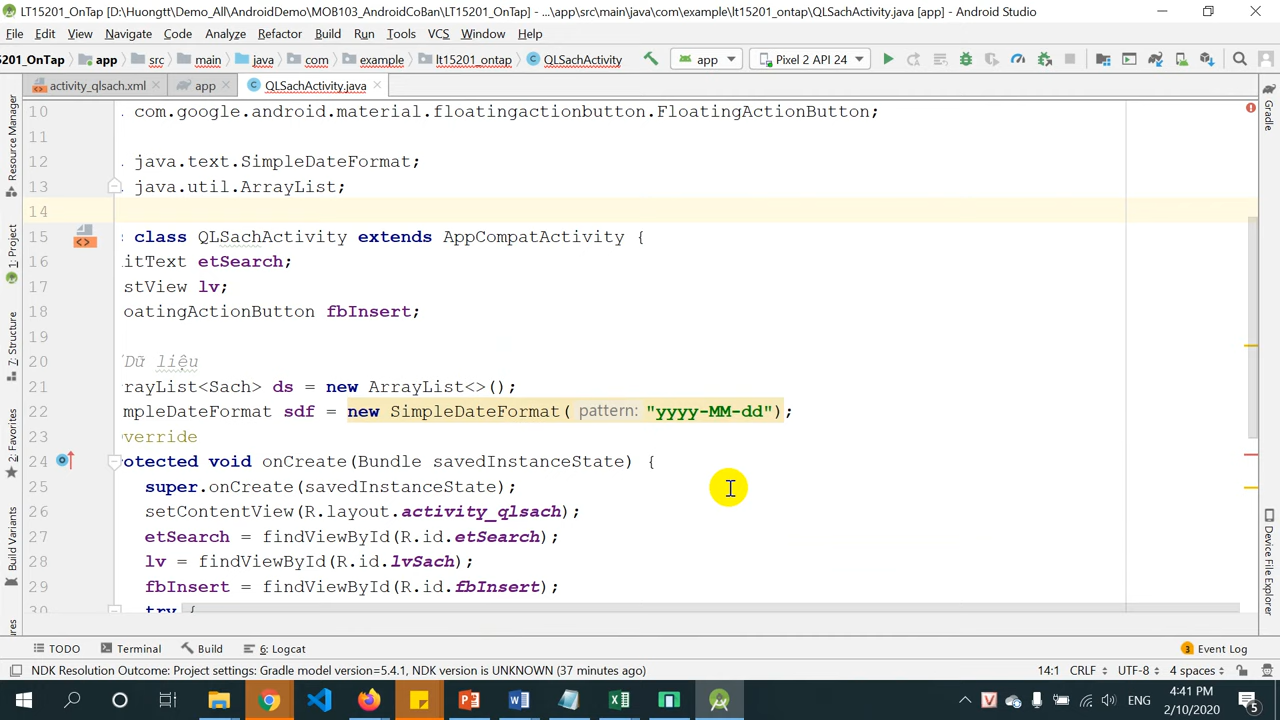 LT15201_OnTap [D:\Huongtt\Demo_All\AndroidDemo\MOB103_AndroidCoBan\LT15201_OnTap] - ...\app\src\main\java\com\example\lt15201_ontap\QLSachActivity.java [app] - Android Studio
File Edit View Navigate Code Analyze Refactor Build Run Tools VCS Window Help
5201_OnTap app src main java com example lt15201_ontap QLSachActivity app Pixel 2 API 24
activity_qlsach.xml app QLSachActivity.java
10 com.google.android.material.floatingactionbutton.FloatingActionButton;
11
12 java.text.SimpleDateFormat;
13 java.util.ArrayList;
14
15 class QLSachActivity extends AppCompatActivity {
16 itText etSearch;
17 stView lv;
18 oatingActionButton fbInsert;
19
20 /Dữ liệu
21 rayList<Sach> ds = new ArrayList<>();
22 mpleDateFormat sdf = new SimpleDateFormat( pattern: "yyyy-MM-dd");
23 verride
24 otected void onCreate(Bundle savedInstanceState) {
25 super.onCreate(savedInstanceState);
26 setContentView(R.layout.activity_qlsach);
27 etSearch = findViewById(R.id.etSearch);
28 lv = findViewById(R.id.lvSach);
29 fbInsert = findViewById(R.id.fbInsert);
30 try {
Resource Manager
1: Project
7: Structure
2: Favorites
Build Variants
ures
Gradle
Device File Explorer
TODO Terminal Build 6: Logcat 3 Event Log
NDK Resolution Outcome: Project settings: Gradle model version=5.4.1, NDK version is UNKNOWN (37 minutes ago) 14:1 CRLF UTF-8 4 spaces
ENG 4:41 PM
2/10/2020 5